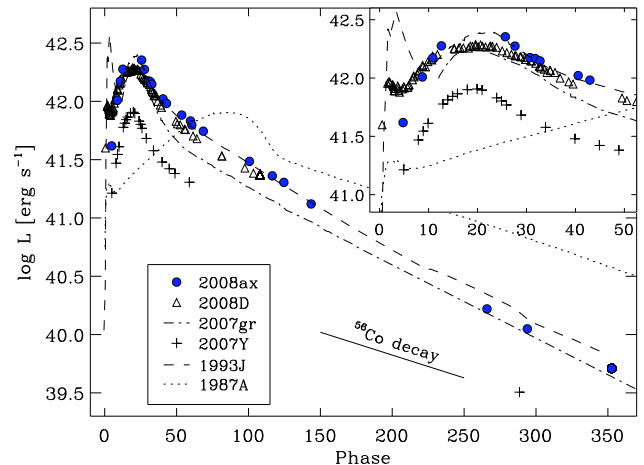 42.5
42.0
41.5
41.0
40.5
40.0
39.5
log L [erg s⁻¹]
42.5
42.0
41.5
41.0
0 10 20 30 40 50
2008ax
2008D
2007gr
2007Y
1993J
1987A
⁵⁶Co decay
0 50 100 150 200 250 300 350
Phase